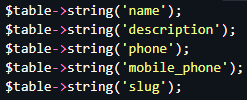 $table->string('name');
$table->string('description');
$table->string('phone');
$table->string('mobile_phone');
$table->string('slug');